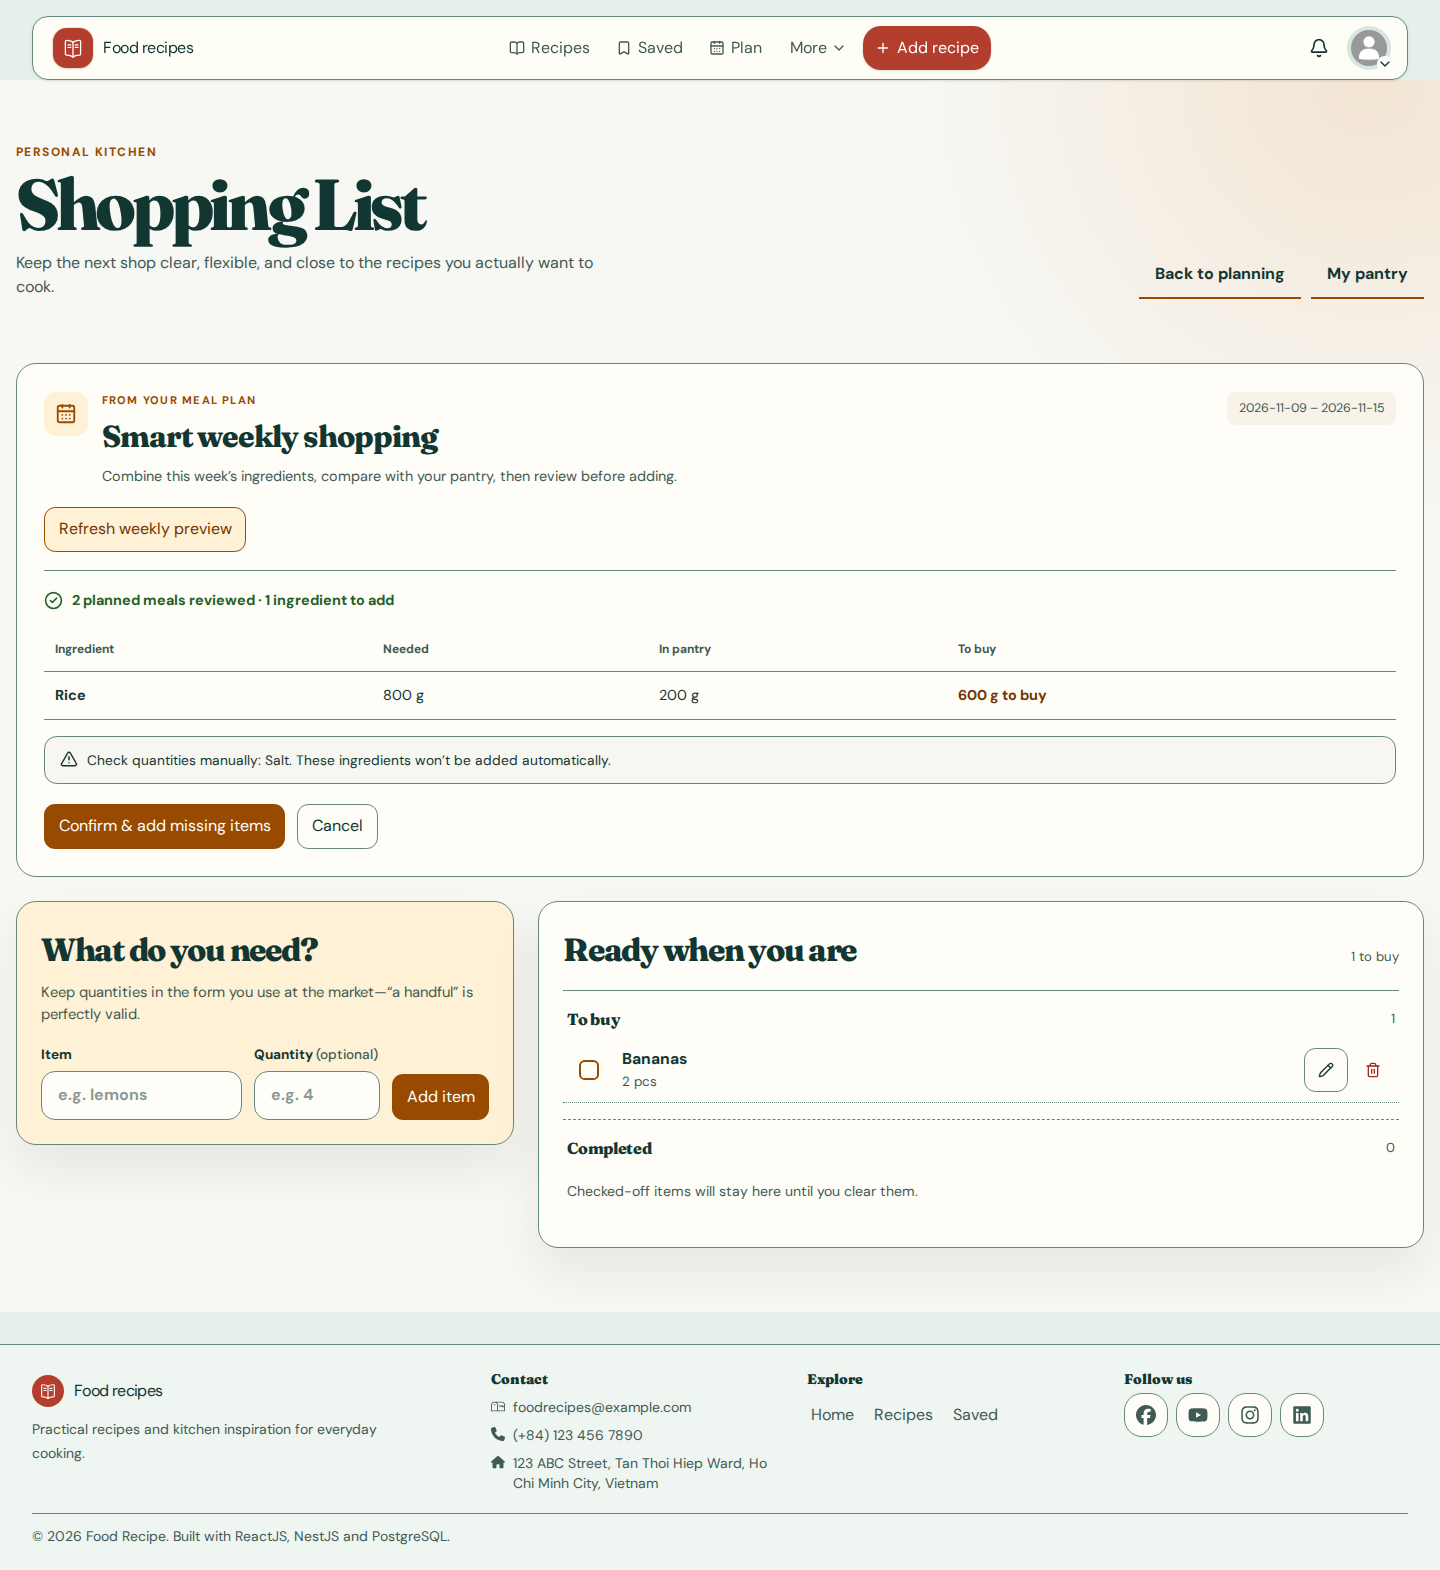 Food recipes
Recipes
Saved
Plan
More
Add recipe
PERSONAL KITCHEN
Shopping List
Keep the next shop clear, flexible, and close to the recipes you actually want to
cook.
Back to planning
My pantry
FROM YOUR MEAL PLAN
Smart weekly shopping
Combine this week’s ingredients, compare with your pantry, then review before adding.
2026-11-09 – 2026-11-15
Refresh weekly preview
2 planned meals reviewed · 1 ingredient to add
Ingredient Needed In pantry To buy
Rice 800 g 200 g 600 g to buy
Check quantities manually: Salt. These ingredients won’t be added automatically.
Confirm & add missing items
Cancel
What do you need?
Keep quantities in the form you use at the market—“a handful” is
perfectly valid.
Item
Quantity (optional)
e.g. lemons
e.g. 4
Add item
Ready when you are
1 to buy
To buy
1
Bananas
2 pcs
Completed
0
Checked-off items will stay here until you clear them.
Food recipes
Practical recipes and kitchen inspiration for everyday
cooking.
Contact
foodrecipes@example.com
(+84) 123 456 7890
123 ABC Street, Tan Thoi Hiep Ward, Ho
Chi Minh City, Vietnam
Explore
Home
Recipes
Saved
Follow us
© 2026 Food Recipe. Built with ReactJS, NestJS and PostgreSQL.